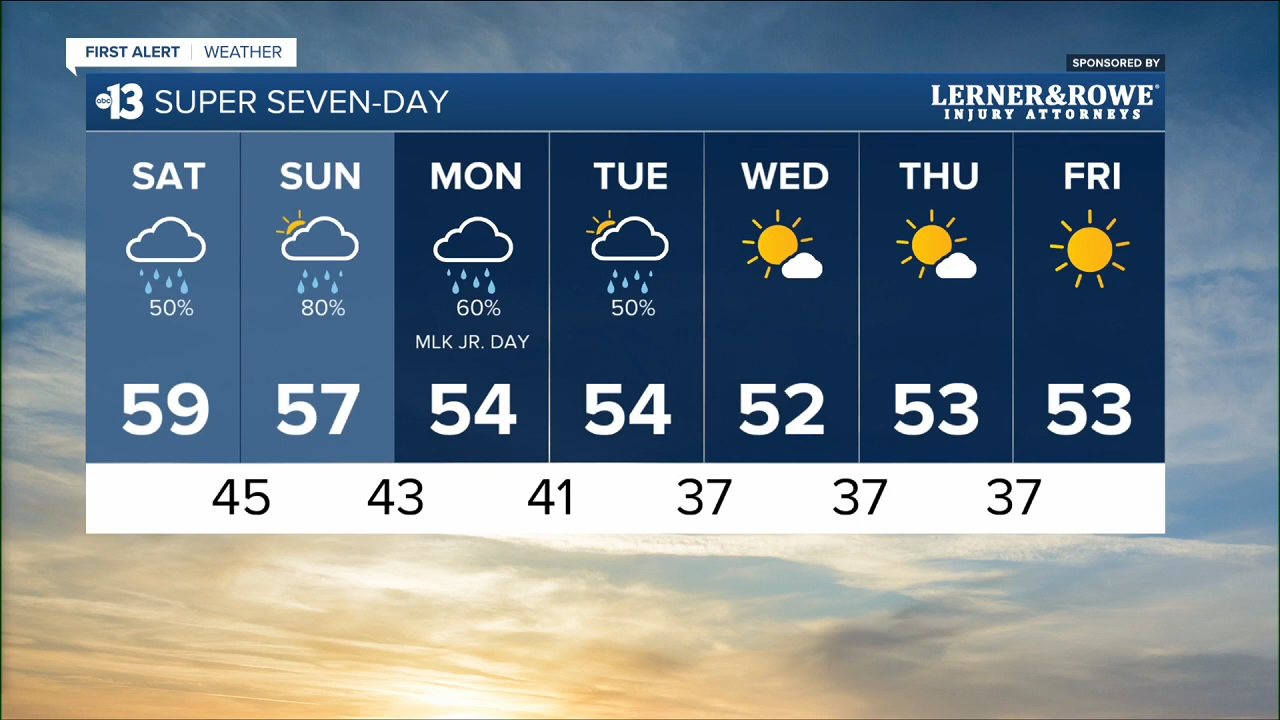 FIRST ALERT | WEATHER
SPONSORED BY
abc 13 SUPER SEVEN-DAY
LERNER&ROWE®
INJURY ATTORNEYS
SAT SUN MON TUE WED THU FRI
50% 80% 60% 50%
MLK JR. DAY
59 57 54 54 52 53 53
45 43 41 37 37 37